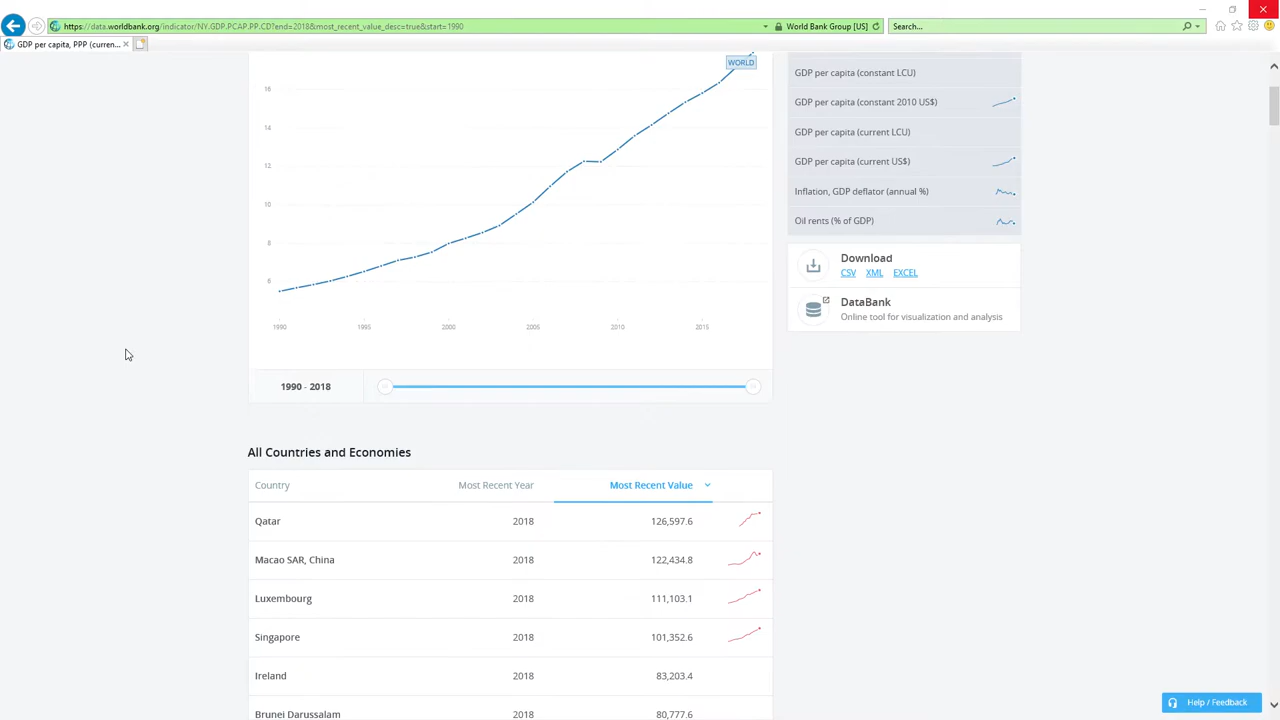 https://data.worldbank.org/indicator/NY.GDP.PCAP.PP.CD?end=2018&most_recent_value_desc=true&start=1990
World Bank Group [US]
Search...
GDP per capita, PPP (curren...
WORLD
16
14
12
10
8
6
1990
1995
2000
2005
2010
2015
1990 - 2018
GDP per capita (constant LCU)
GDP per capita (constant 2010 US$)
GDP per capita (current LCU)
GDP per capita (current US$)
Inflation, GDP deflator (annual %)
Oil rents (% of GDP)
Download
CSV XML EXCEL
DataBank
Online tool for visualization and analysis
All Countries and Economies
Country Most Recent Year Most Recent Value
Qatar 2018 126,597.6
Macao SAR, China 2018 122,434.8
Luxembourg 2018 111,103.1
Singapore 2018 101,352.6
Ireland 2018 83,203.4
Brunei Darussalam 2018 80,777.6
Help / Feedback